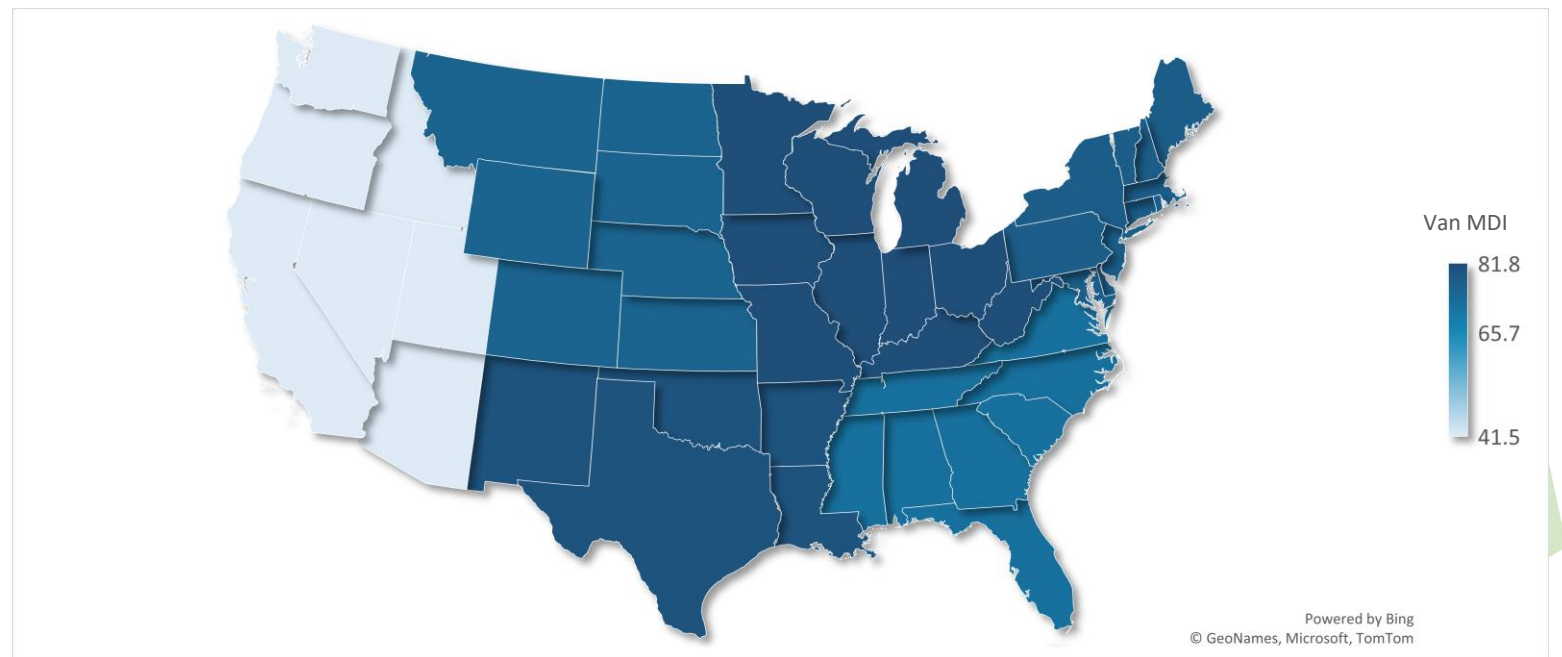 Van MDI
81.8
65.7
41.5
Powered by Bing
© GeoNames, Microsoft, TomTom